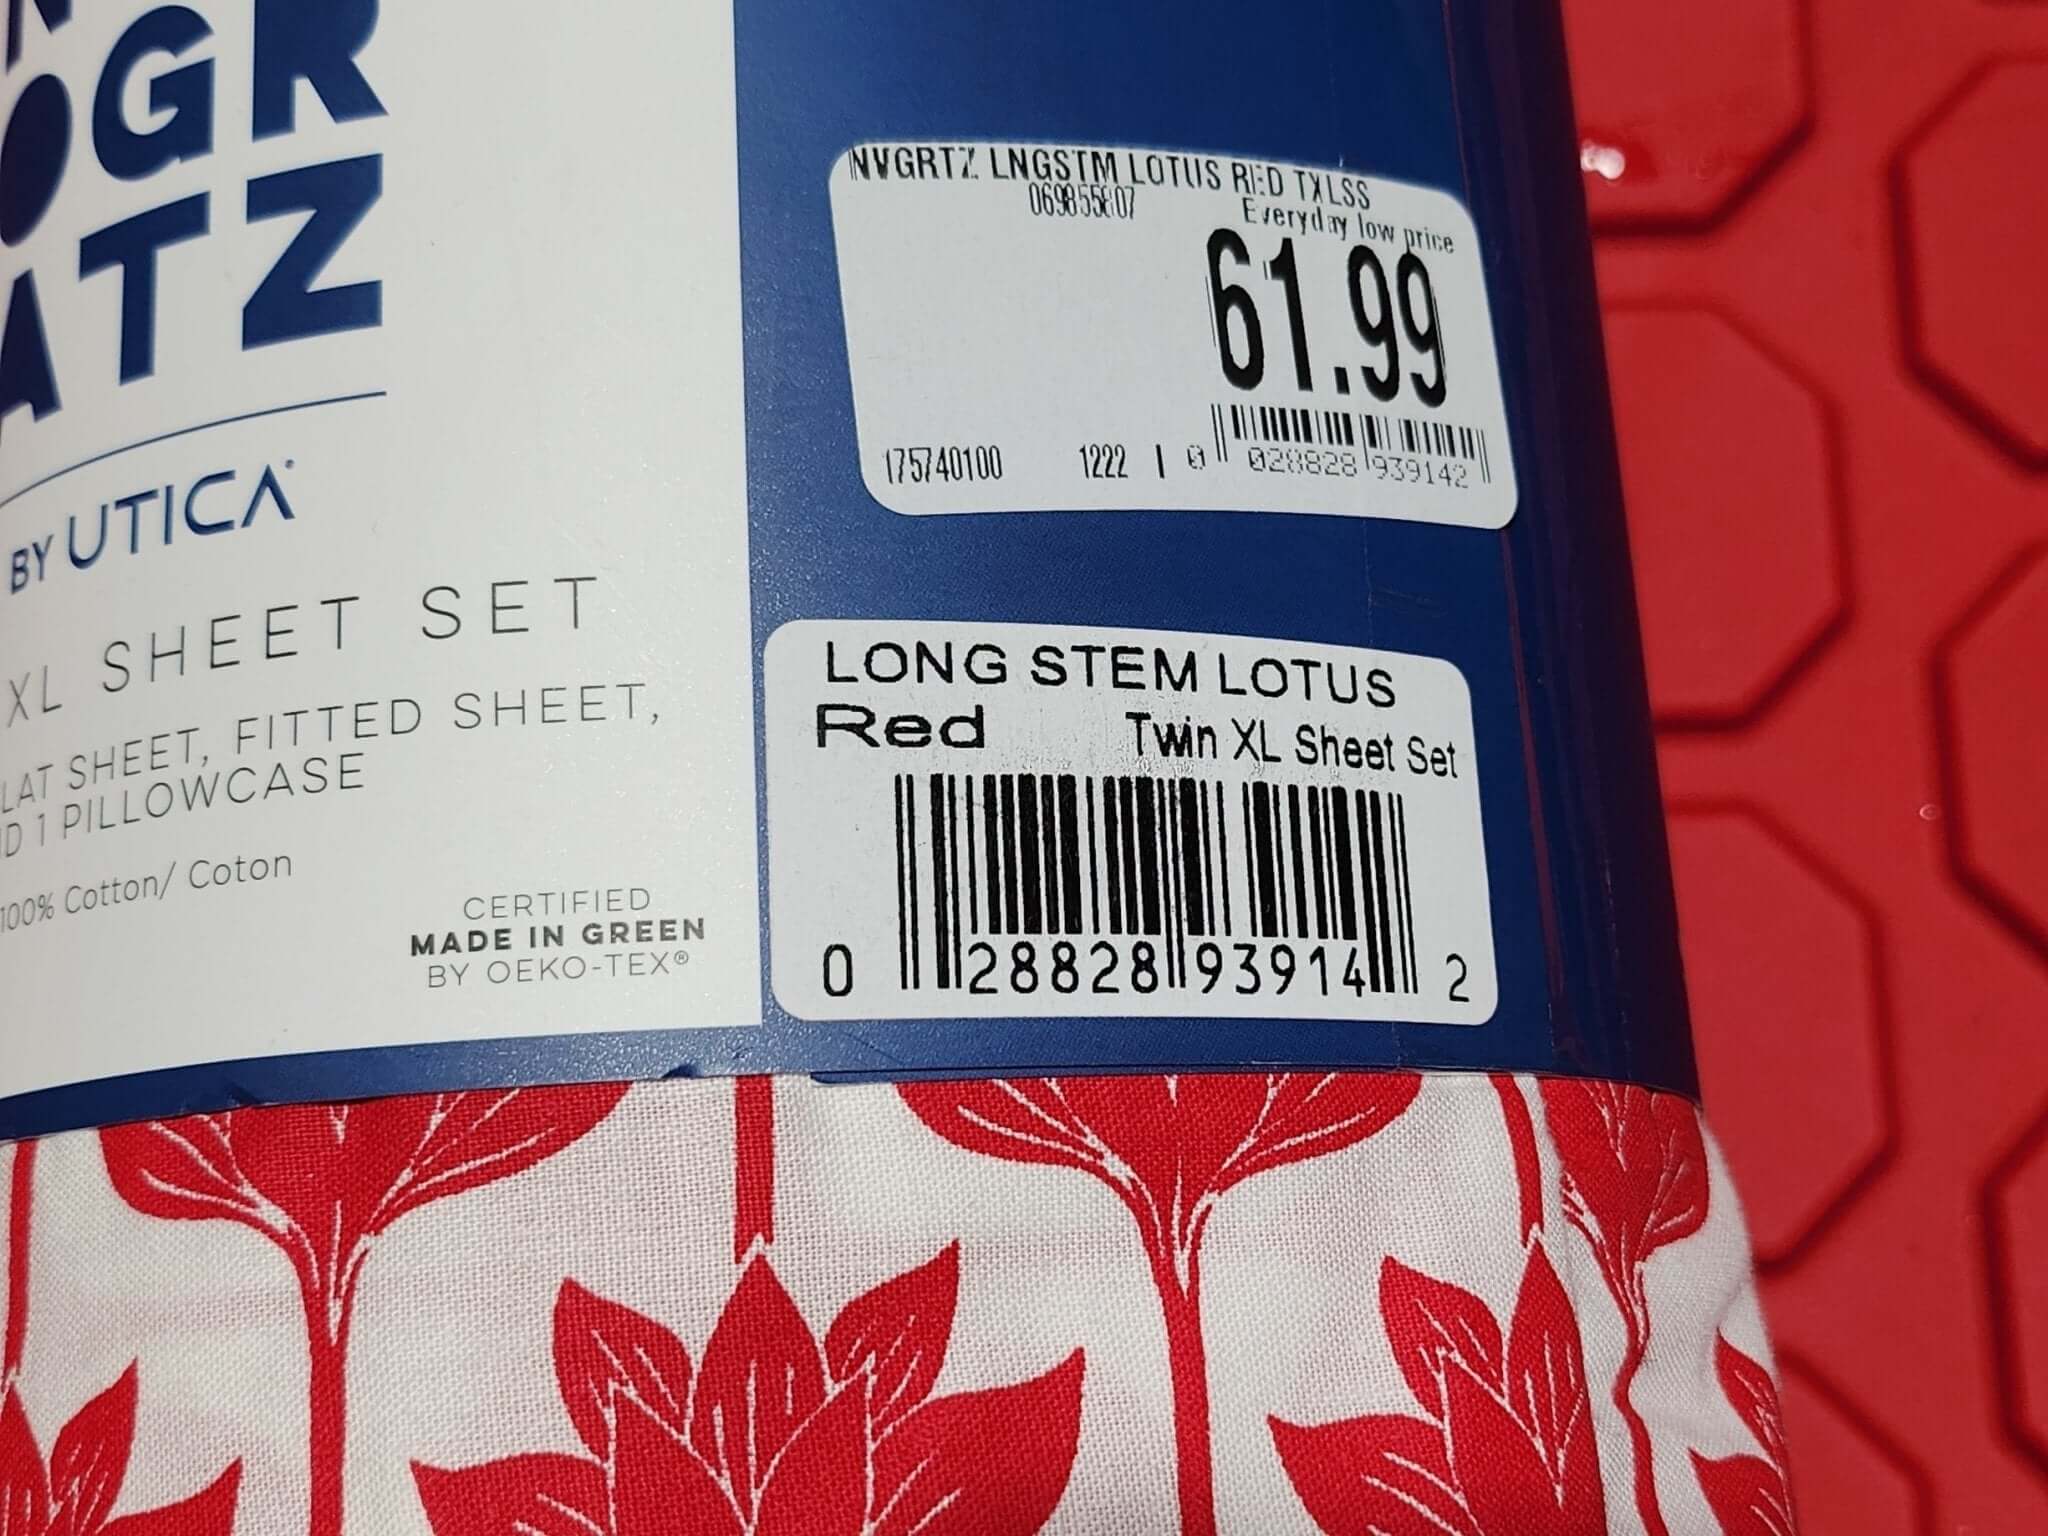 N
OGR
ATZ
BY UTICA
XL SHEET SET
LAT SHEET, FITTED SHEET,
D 1 PILLOWCASE
100% Cotton/ Coton
CERTIFIED
MADE IN GREEN
BY OEKO-TEX®
NVGRTZ LNGSTM LOTUS RED TXLSS
069855807
Everyday low price
61.99
175740100 1222 I 0 028828 939142
LONG STEM LOTUS
Red Twin XL Sheet Set
0 28828 93914 2